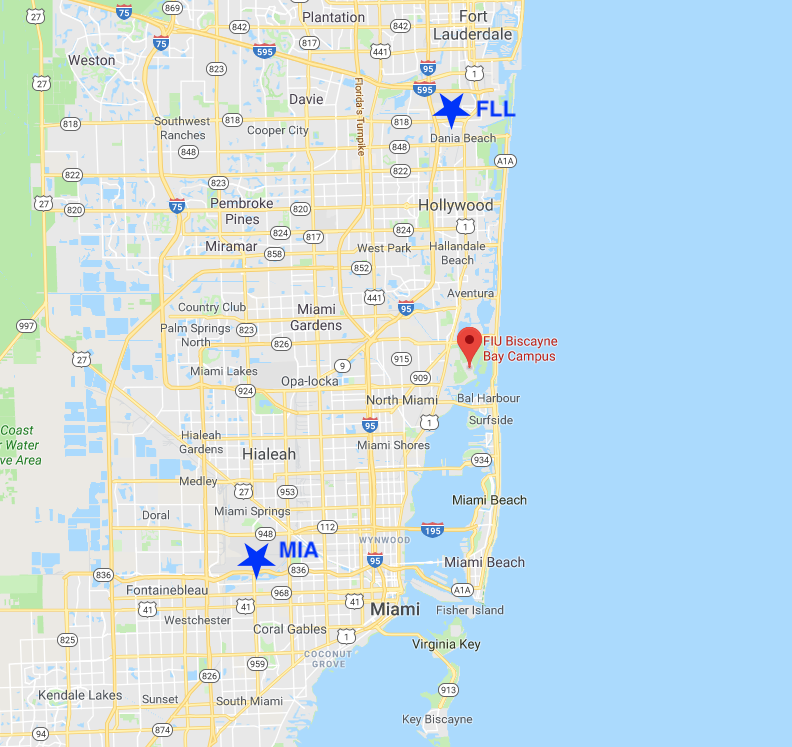 869
Plantation
Fort
Lauderdale
27
75
842
842
75
817
441
595
Weston
823
95
1
27
595
Davie
Florida's Turnpike
FLL
818
Southwest
Ranches
818
Cooper City
818
Dania Beach
848
848
A1A
822
822
823
27
820
75
Pembroke
Pines
820
Hollywood
824
817
824
1
Miramar
858
West Park
Hallandale
Beach
852
441
Aventura
Country Club
Miami
Gardens
95
997
Palm Springs
North
823
826
FIU Biscayne
Bay Campus
27
9
915
Miami Lakes
Opa-locka
909
924
North Miami
Bal Harbour
95
1
Surfside
Coast
r Water
ve Area
Hialeah
Gardens
Miami Shores
Hialeah
934
Medley
27
953
Miami Beach
Doral
Miami Springs
948
112
WYNWOOD
195
MIA
95
Miami Beach
836
836
Fontainebleau
968
A1A
41
41
41
Miami
Fisher Island
Westchester
Coral Gables
825
1
Virginia Key
COCONUT
GROVE
959
826
Kendale Lakes
Sunset
South Miami
913
Key Biscayne
94
874